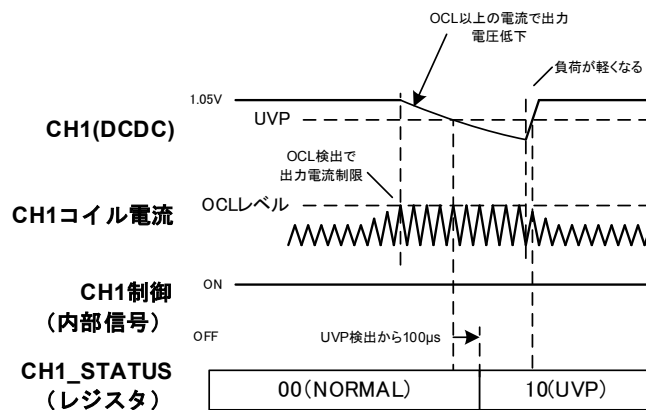 OCL以上の電流で出力
電圧低下
負荷が軽くなる
1.05V
CH1(DCDC)
UVP
OCL検出で
出力電流制限
CH1コイル電流
OCLレベル
CH1制御
（内部信号）
ON
OFF
UVP検出から100μs
CH1_STATUS
（レジスタ）
00(NORMAL)
10(UVP)